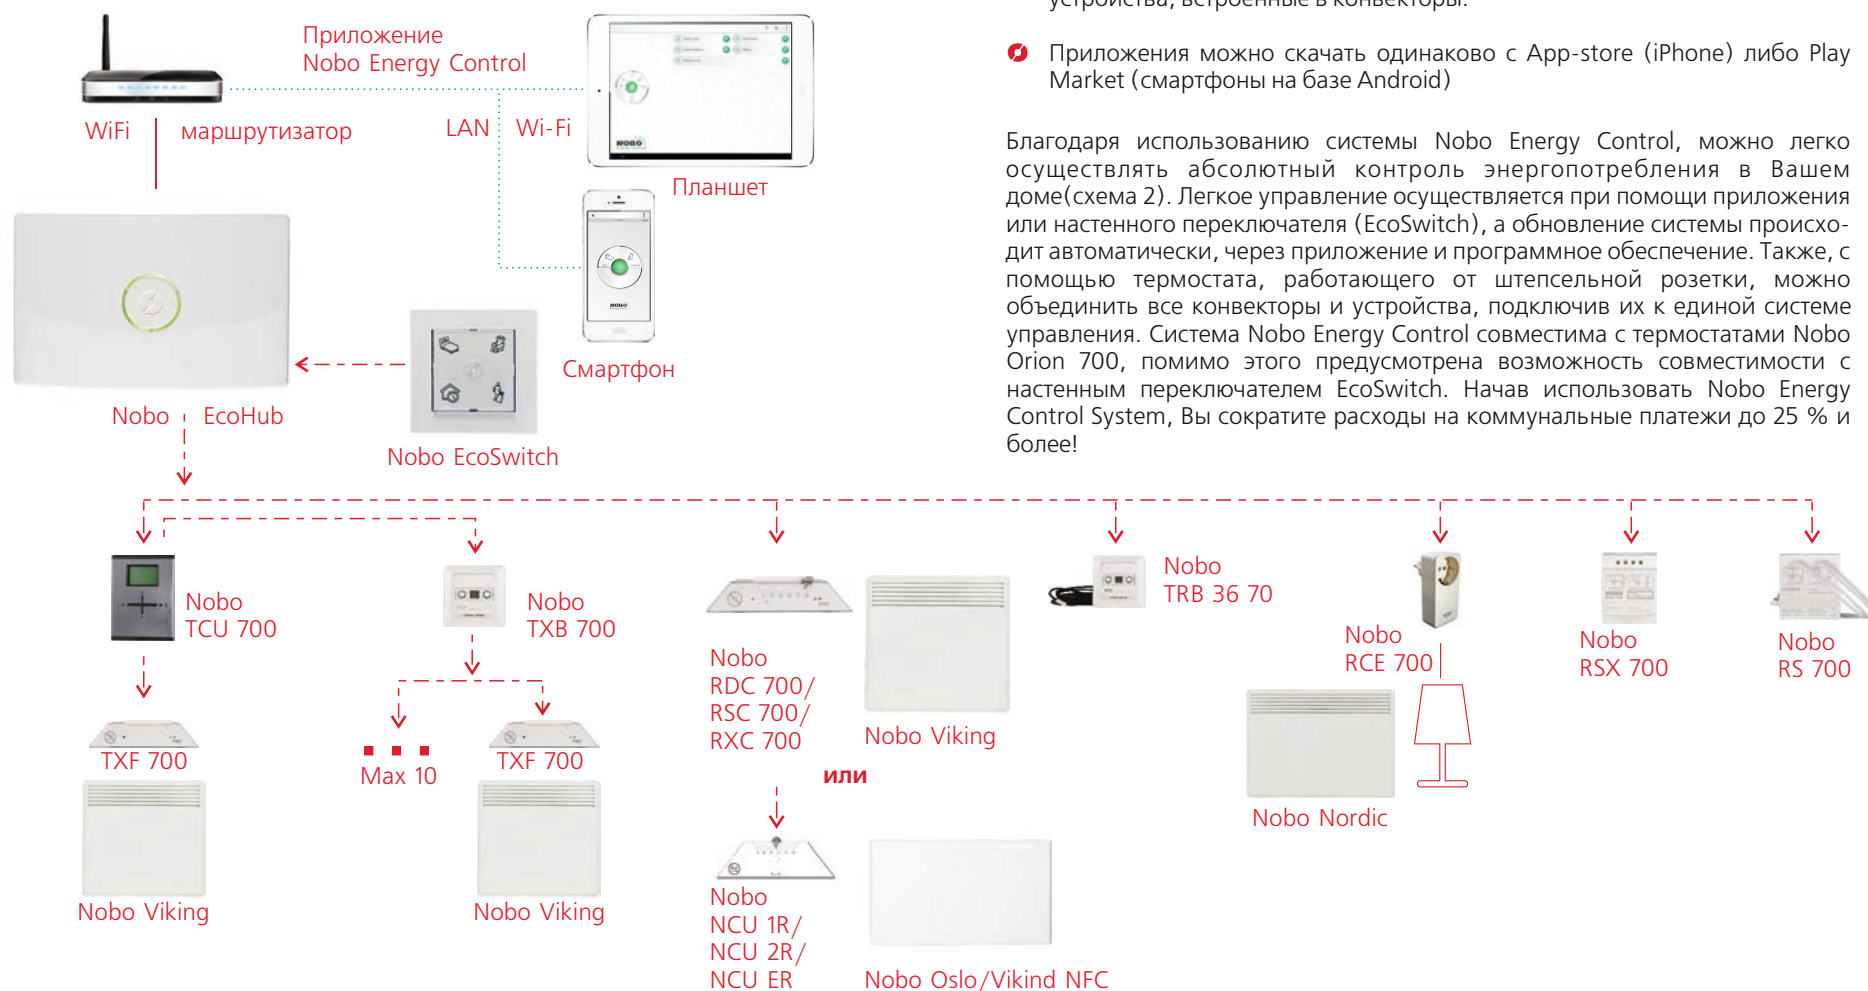 устройства, встроенные в конвекторы.
Приложения можно скачать одинаково с App-store (iPhone) либо Play
Market (смартфоны на базе Android)
Благодаря использованию системы Nobo Energy Control, можно легко
осуществлять абсолютный контроль энергопотребления в Вашем
доме(схема 2). Легкое управление осуществляется при помощи приложения
или настенного переключателя (EcoSwitch), а обновление системы происхо-
дит автоматически, через приложение и программное обеспечение. Также, с
помощью термостата, работающего от штепсельной розетки, можно
объединить все конвекторы и устройства, подключив их к единой системе
управления. Система Nobo Energy Control совместима с термостатами Nobo
Orion 700, помимо этого предусмотрена возможность совместимости с
настенным переключателем EcoSwitch. Начав использовать Nobo Energy
Control System, Вы сократите расходы на коммунальные платежи до 25 % и
более!
Приложение
Nobo Energy Control
WiFi маршрутизатор
LAN Wi-Fi
NOBO
Планшет
NOBO
Смартфон
Nobo EcoHub
Nobo EcoSwitch
Nobo
TCU 700
Nobo
TXB 700
Nobo
RDC 700/
RSC 700/
RXC 700
Nobo Viking
Nobo
TRB 36 70
Nobo
RCE 700
Nobo
RSX 700
Nobo
RS 700
TXF 700
Max 10
TXF 700
или
Nobo Nordic
Nobo Viking
Nobo Viking
Nobo
NCU 1R/
NCU 2R/
NCU ER
Nobo Oslo/Vikind NFC